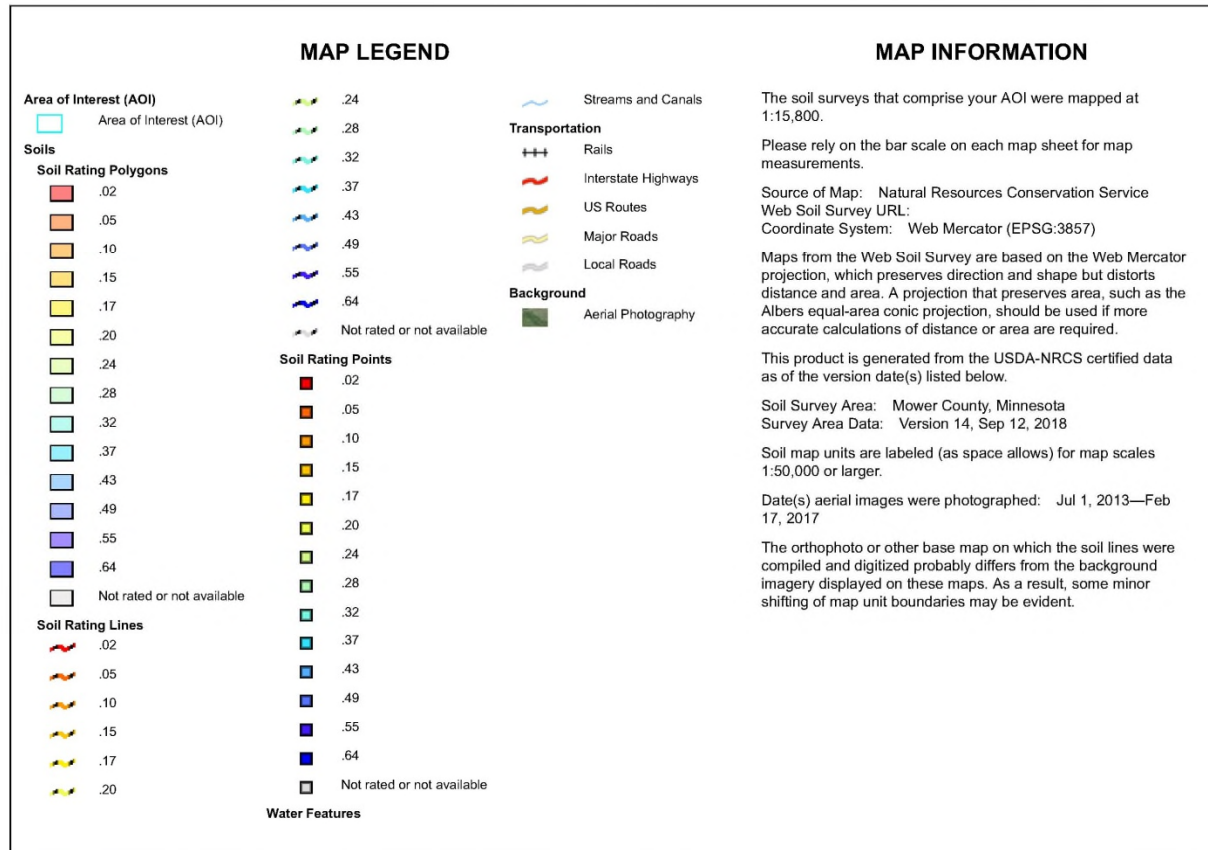 MAP LEGEND
Area of Interest (AOI)
Area of Interest (AOI)
Soils
Soil Rating Polygons
.02
.05
.10
.15
.17
.20
.24
.28
.32
.37
.43
.49
.55
.64
Not rated or not available
Soil Rating Lines
.02
.05
.10
.15
.17
.20
.24
.28
.32
.37
.43
.49
.55
.64
Not rated or not available
Soil Rating Points
.02
.05
.10
.15
.17
.20
.24
.28
.32
.37
.43
.49
.55
.64
Not rated or not available
Water Features
Streams and Canals
Transportation
Rails
Interstate Highways
US Routes
Major Roads
Local Roads
Background
Aerial Photography
MAP INFORMATION
The soil surveys that comprise your AOI were mapped at
1:15,800.
Please rely on the bar scale on each map sheet for map
measurements.
Source of Map: Natural Resources Conservation Service
Web Soil Survey URL:
Coordinate System: Web Mercator (EPSG:3857)
Maps from the Web Soil Survey are based on the Web Mercator
projection, which preserves direction and shape but distorts
distance and area. A projection that preserves area, such as the
Albers equal-area conic projection, should be used if more
accurate calculations of distance or area are required.
This product is generated from the USDA-NRCS certified data
as of the version date(s) listed below.
Soil Survey Area: Mower County, Minnesota
Survey Area Data: Version 14, Sep 12, 2018
Soil map units are labeled (as space allows) for map scales
1:50,000 or larger.
Date(s) aerial images were photographed: Jul 1, 2013—Feb
17, 2017
The orthophoto or other base map on which the soil lines were
compiled and digitized probably differs from the background
imagery displayed on these maps. As a result, some minor
shifting of map unit boundaries may be evident.